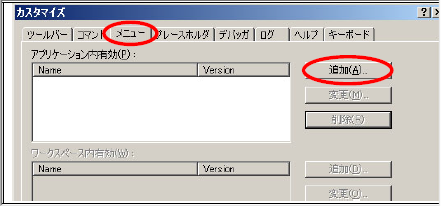 カスタマイズ
ツールバー コマンド メニュー プレースホルダ デバッガ ログ ヘルプ キーボード
アプリケーション内有効(P):
Name Version
追加(A)...
変更(M)...
削除(R)
ワークスペース内有効(W):
Name Version
追加(D)...
変更(O)...